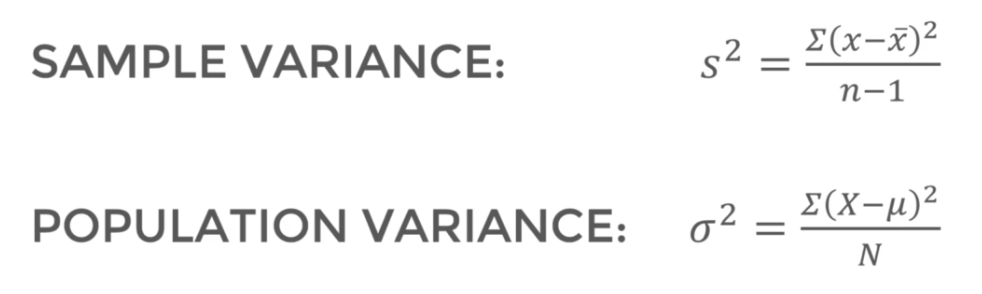 SAMPLE VARIANCE: s² = Σ(x−x̄)² / n−1
POPULATION VARIANCE: σ² = Σ(X−μ)² / N